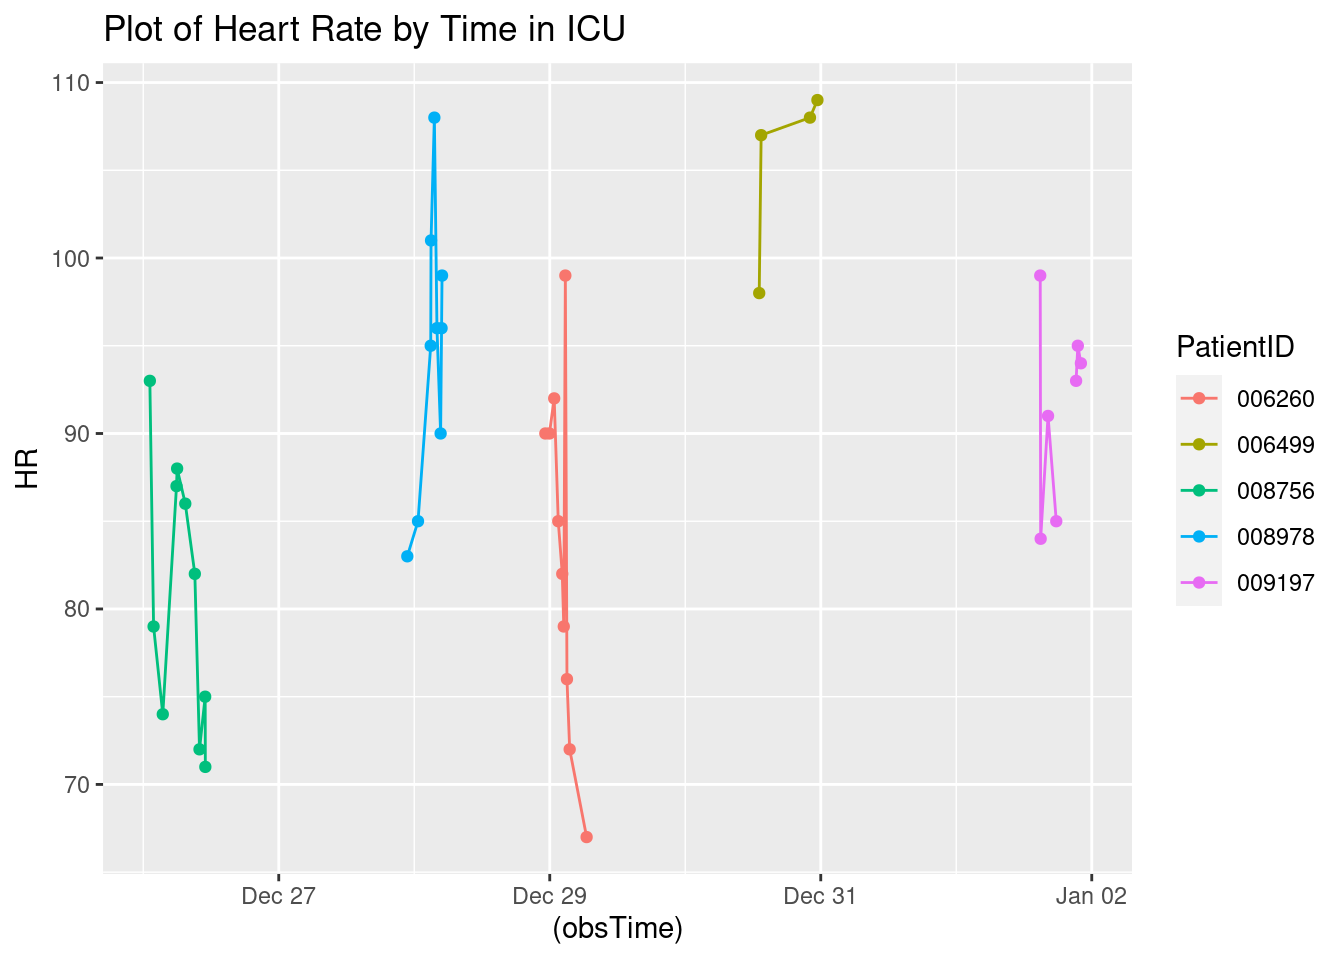 Plot of Heart Rate by Time in ICU
110
100
90
80
70
HR
Dec 27
Dec 29
Dec 31
Jan 02
(obsTime)
PatientID
006260
006499
008756
008978
009197